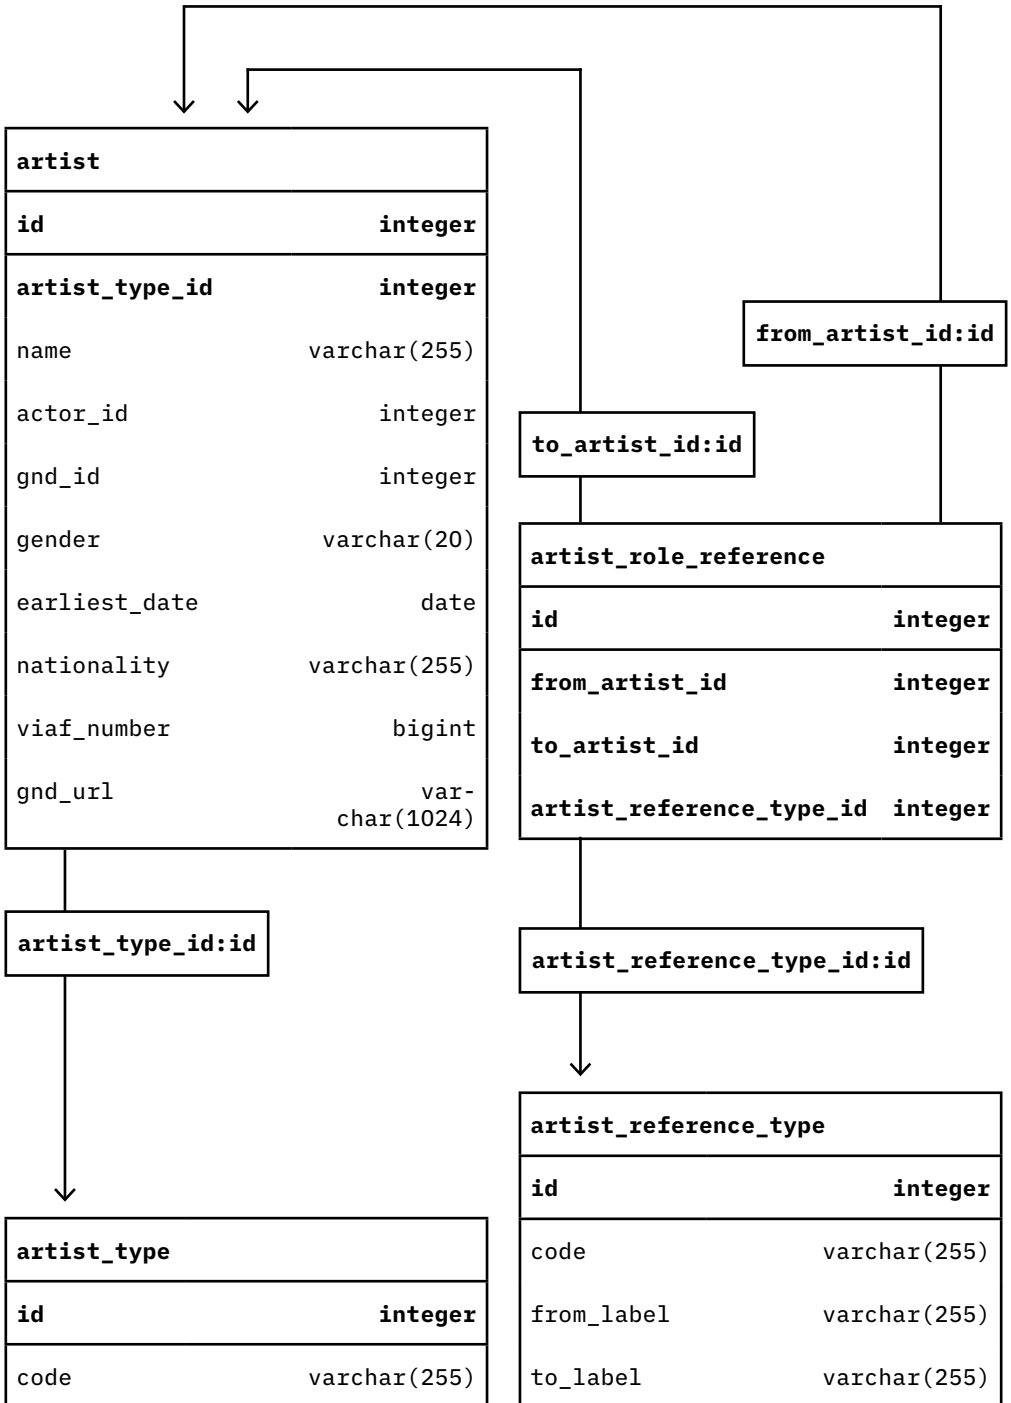 artist
id integer
artist_type_id integer
name varchar(255)
actor_id integer
gnd_id integer
gender varchar(20)
earliest_date date
nationality varchar(255)
viaf_number bigint
gnd_url var-
char(1024)
from_artist_id:id
to_artist_id:id
artist_role_reference
id integer
from_artist_id integer
to_artist_id integer
artist_reference_type_id integer
artist_type_id:id
artist_reference_type_id:id
artist_type
id integer
code varchar(255)
artist_reference_type
id integer
code varchar(255)
from_label varchar(255)
to_label varchar(255)